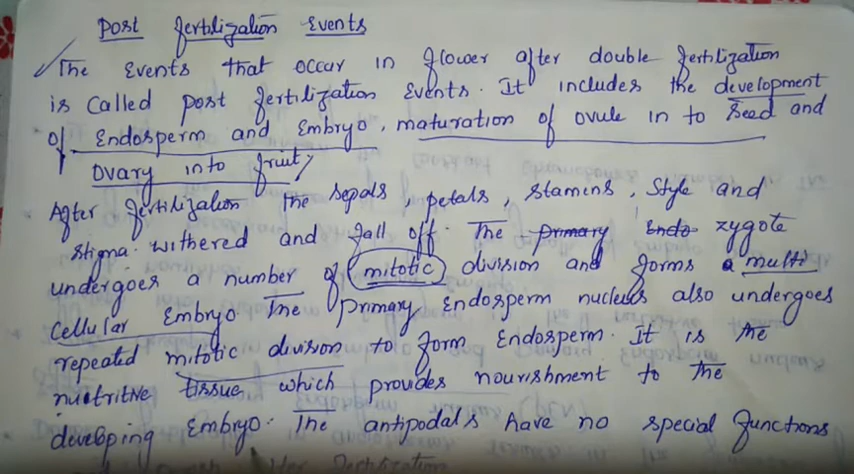 Post fertilization Events
The Events that occur in flower after double fertilization
is called post fertilization Events. It includes the development
of Endosperm and Embryo, maturation of ovule in to seed and
ovary into fruit,
After fertilization the sepals, petals, stamens, Style and
stigma withered and fall off. The primary Endo zygote
undergoes a number of mitotic division and forms a multi
cellular Embryo The primary Endosperm nucleus also undergoes
repeated mitotic division to form Endosperm. It is the
nutritive tissue which provides nourishment to the
developing Embryo. The antipodals have no special functions